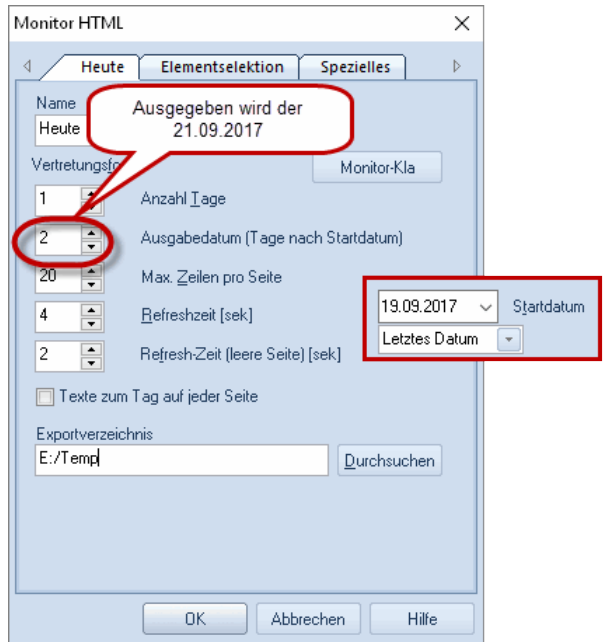 Monitor HTML
Heute Elementselektion Spezielles
Name
Ausgegeben wird der
21.09.2017
Heute
Vertretungsfo
Monitor-Kla
1 Anzahl Tage
2 Ausgabedatum (Tage nach Startdatum)
20 Max. Zeilen pro Seite
19.09.2017 Startdatum
4 Refreshzeit [sek]
Letztes Datum
2 Refresh-Zeit (leere Seite) [sek]
Texte zum Tag auf jeder Seite
Exportverzeichnis
E:/Temp Durchsuchen
OK Abbrechen Hilfe